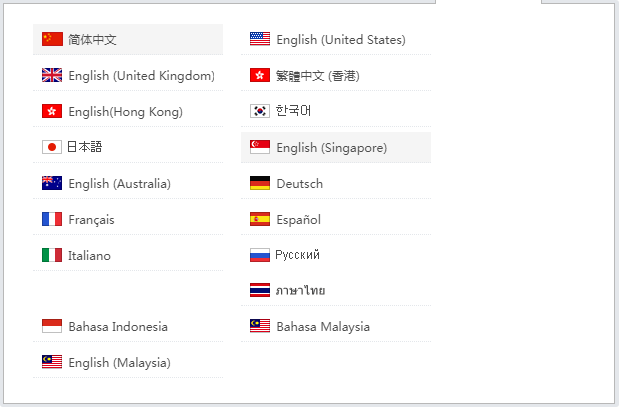 简体中文
English (United States)
English (United Kingdom)
繁體中文 (香港)
English(Hong Kong)
한국어
日本語
English (Singapore)
English (Australia)
Deutsch
Français
Español
Italiano
Русский
ภาษาไทย
Bahasa Indonesia
Bahasa Malaysia
English (Malaysia)